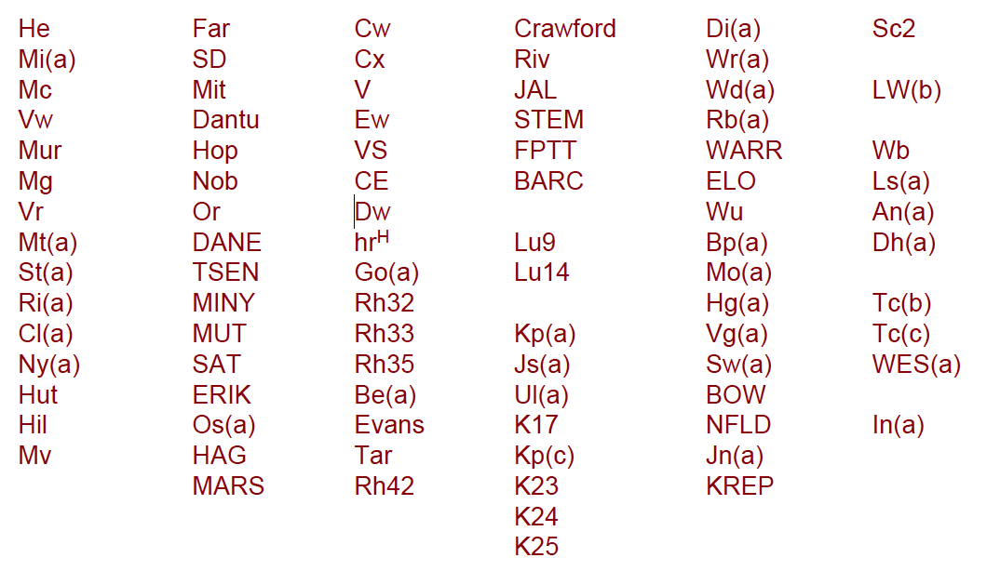 He Far Cw Crawford Di(a) Sc2
Mi(a) SD Cx Riv Wr(a)
Mc Mit V JAL Wd(a) LW(b)
Vw Dantu Ew STEM Rb(a)
Mur Hop VS FPTT WARR Wb
Mg Nob CE BARC ELO Ls(a)
Vr Or Dw Wu An(a)
Mt(a) DANE hrᴴ Lu9 Bp(a) Dh(a)
St(a) TSEN Go(a) Lu14 Mo(a)
Ri(a) MINY Rh32 Hg(a) Tc(b)
Cl(a) MUT Rh33 Kp(a) Vg(a) Tc(c)
Ny(a) SAT Rh35 Js(a) Sw(a) WES(a)
Hut ERIK Be(a) Ul(a) BOW
Hil Os(a) Evans K17 NFLD In(a)
Mv HAG Tar Kp(c) Jn(a)
MARS Rh42 K23 KREP
K24
K25